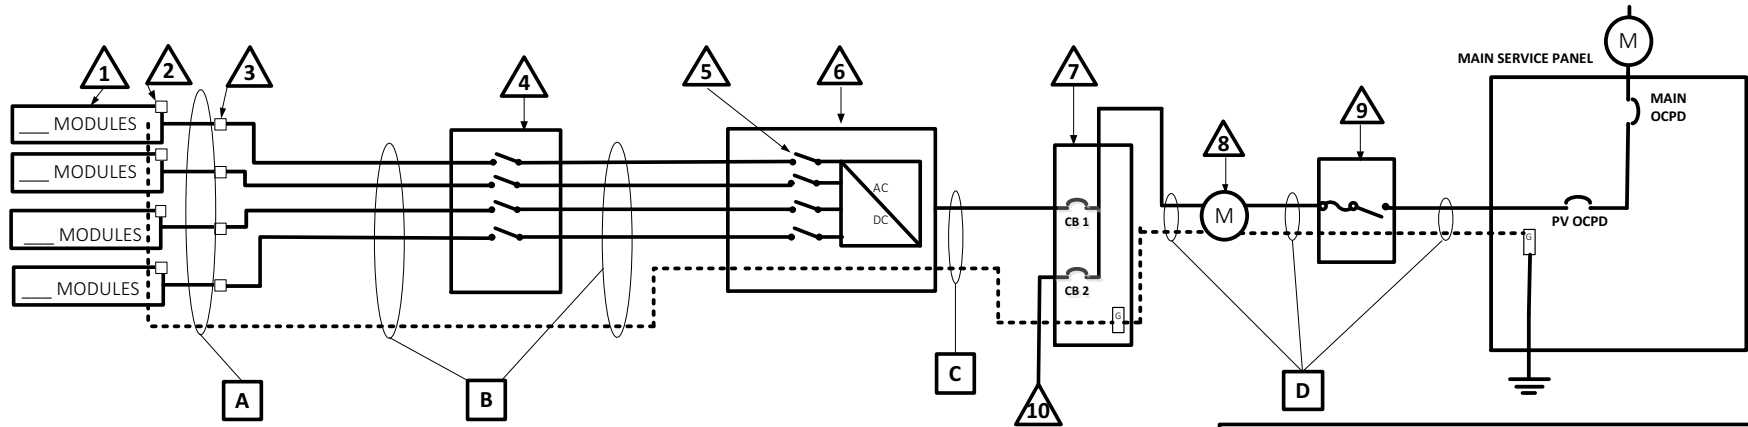 1
2
3
4
5
6
7
8
9
10
M
MAIN SERVICE PANEL
MAIN
OCPD
___ MODULES
___ MODULES
___ MODULES
___ MODULES
AC
DC
CB 1
CB 2
G
M
PV OCPD
G
A
B
C
D